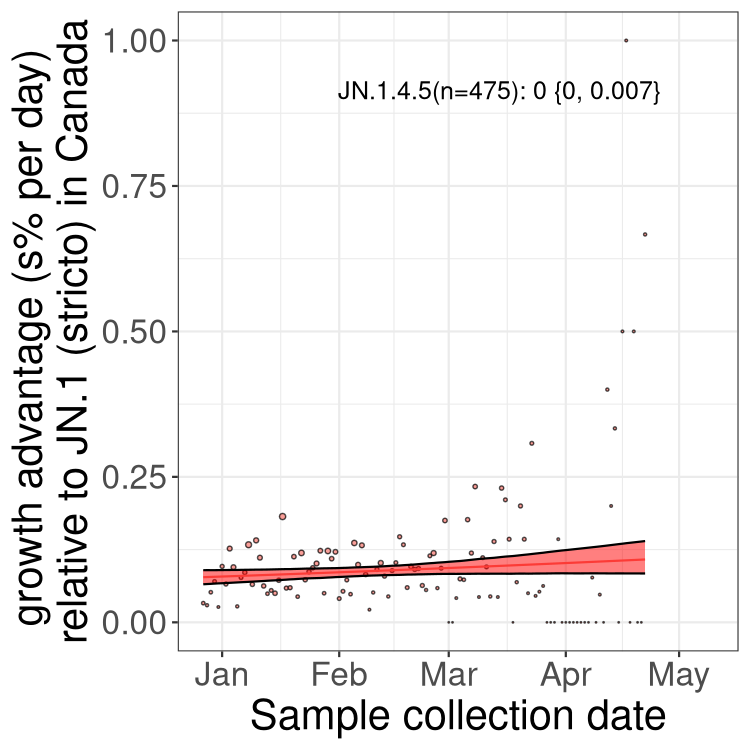 growth advantage (s% per day)
relative to JN.1 (stricto) in Canada
1.00
0.75
0.50
0.25
0.00
JN.1.4.5(n=475): 0 {0, 0.007}
Jan Feb Mar Apr May
Sample collection date